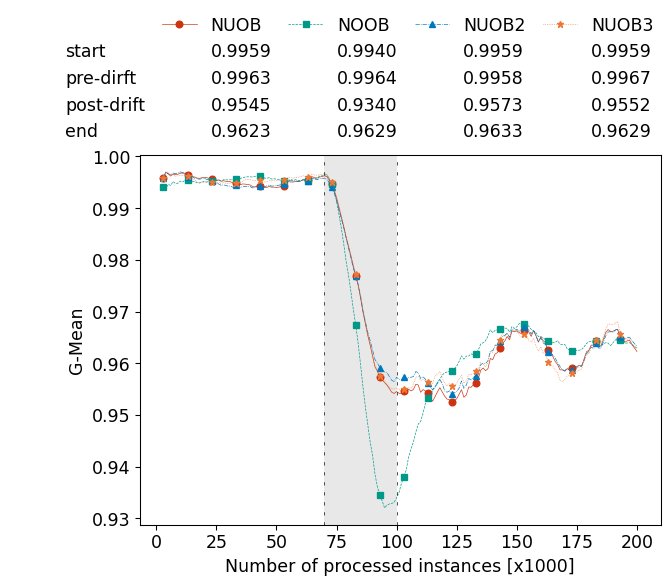 NUOB NOOB NUOB2 NUOB3
start 0.9959 0.9940 0.9959 0.9959
pre-dirft 0.9963 0.9964 0.9958 0.9967
post-drift 0.9545 0.9340 0.9573 0.9552
end 0.9623 0.9629 0.9633 0.9629
1.00
0.99
0.98
0.97
0.96
0.95
0.94
0.93
G-Mean
0 25 50 75 100 125 150 175 200
Number of processed instances [x1000]